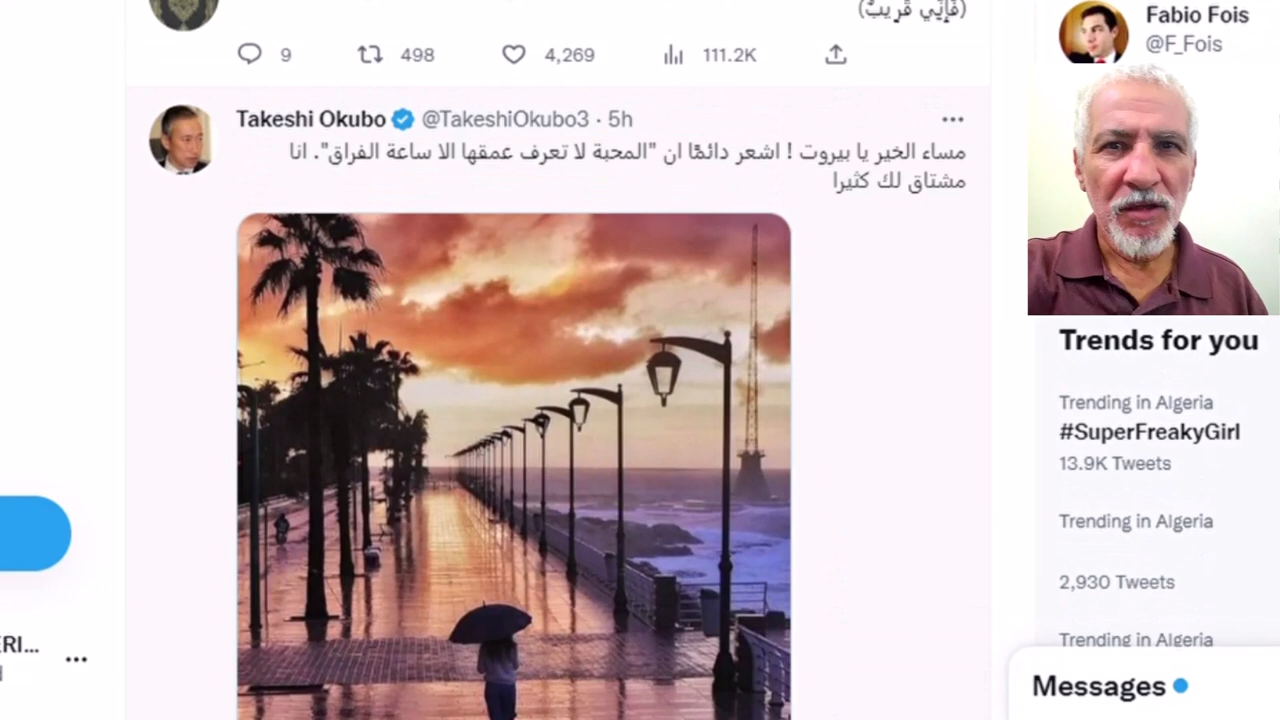 (فَإِنِّي قَرِيبٌ)
9 498 4,269 111.2K
Takeshi Okubo @TakeshiOkubo3 · 5h
مساء الخير يا بيروت ! اشعر دائمًا ان "المحبة لا تعرف عمقها الا ساعة الفراق". انا
مشتاق لك كثيرا
Fabio Fois
@F_Fois
Trends for you
Trending in Algeria
#SuperFreakyGirl
13.9K Tweets
Trending in Algeria
2,930 Tweets
Trending in Algeria
Messages
ERI...